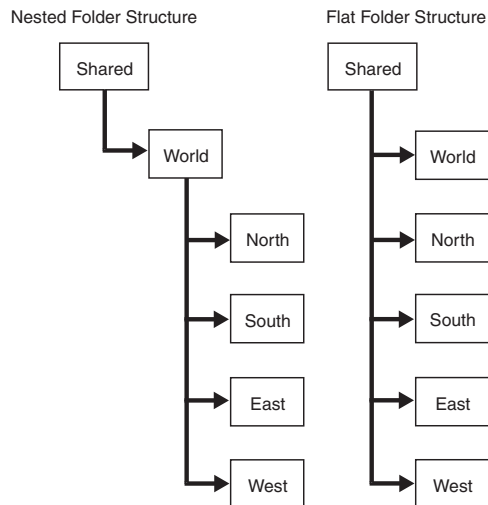 Nested Folder Structure
Shared
World
North
South
East
West
Flat Folder Structure
Shared
World
North
South
East
West